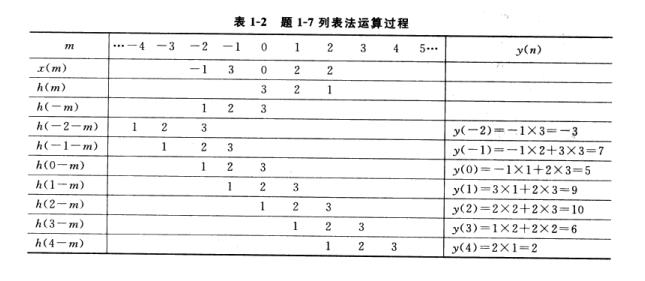 表 1-2 题 1-7 列表法运算过程
m ⋯-4 -3 -2 -1 0 1 2 3 4 5⋯ y(n)
x(m) -1 3 0 2 2
h(m) 3 2 1
h(-m) 1 2 3
h(-2-m) 1 2 3 y(-2)=-1×3=-3
h(-1-m) 1 2 3 y(-1)=-1×2+3×3=7
h(0-m) 1 2 3 y(0)=-1×1+2×3=5
h(1-m) 1 2 3 y(1)=3×1+2×3=9
h(2-m) 1 2 3 y(2)=2×2+2×3=10
h(3-m) 1 2 3 y(3)=1×2+2×2=6
h(4-m) 1 2 3 y(4)=2×1=2